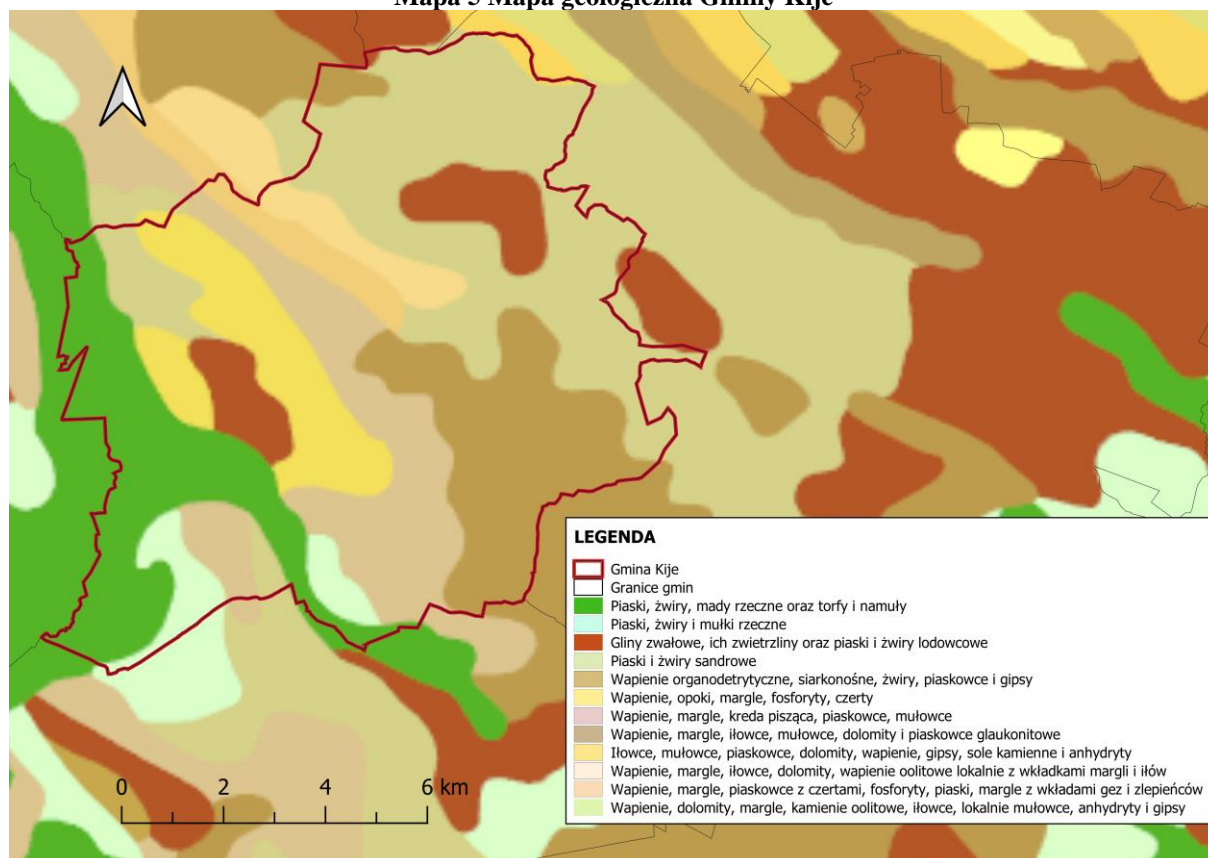 Mapa 3 Mapa geologiczna Gminy Kije
LEGENDA
Gmina Kije
Granice gmin
Piaski, żwiry, mady rzeczne oraz torfy i namuły
Piaski, żwiry i mułki rzeczne
Gliny zwałowe, ich zwietrzliny oraz piaski i żwiry lodowcowe
Piaski i żwiry sandrowe
Wapienie organodetrytyczne, siarkonośne, żwiry, piaskowce i gipsy
Wapienie, opoki, margle, fosforyty, czerty
Wapienie, margle, kreda pisząca, piaskowce, mułowce
Wapienie, margle, iłowce, mułowce, dolomity i piaskowce glaukonitowe
Iłowce, mułowce, piaskowce, dolomity, wapienie, gipsy, sole kamienne i anhydryty
Wapienie, margle, iłowce, dolomity, wapienie oolitowe lokalnie z wkładkami margli i iłów
Wapienie, margle, piaskowce z czertami, fosforyty, piaski, margle z wkładami gez i zlepieńców
Wapienie, dolomity, margle, kamienie oolitowe, iłowce, lokalnie mułowce, anhydryty i gipsy
0 2 4 6 km